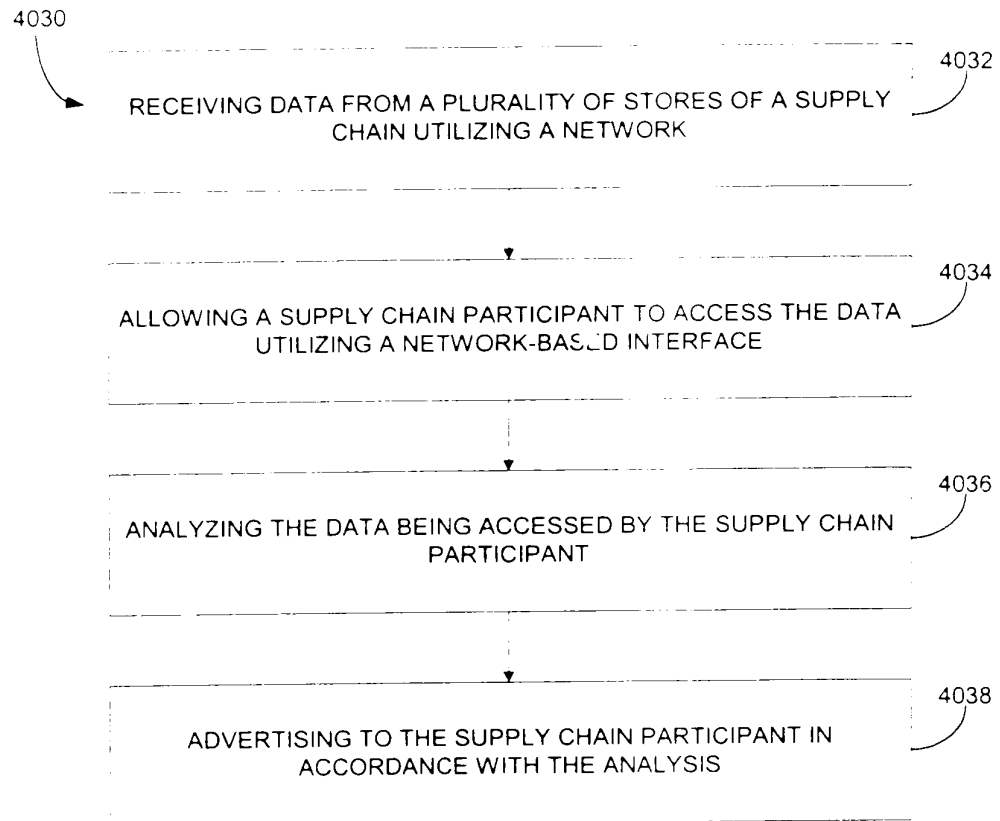 4030
4032
RECEIVING DATA FROM A PLURALITY OF STORES OF A SUPPLY
CHAIN UTILIZING A NETWORK
4034
ALLOWING A SUPPLY CHAIN PARTICIPANT TO ACCESS THE DATA
UTILIZING A NETWORK-BASED INTERFACE
4036
ANALYZING THE DATA BEING ACCESSED BY THE SUPPLY CHAIN
PARTICIPANT
4038
ADVERTISING TO THE SUPPLY CHAIN PARTICIPANT IN
ACCORDANCE WITH THE ANALYSIS